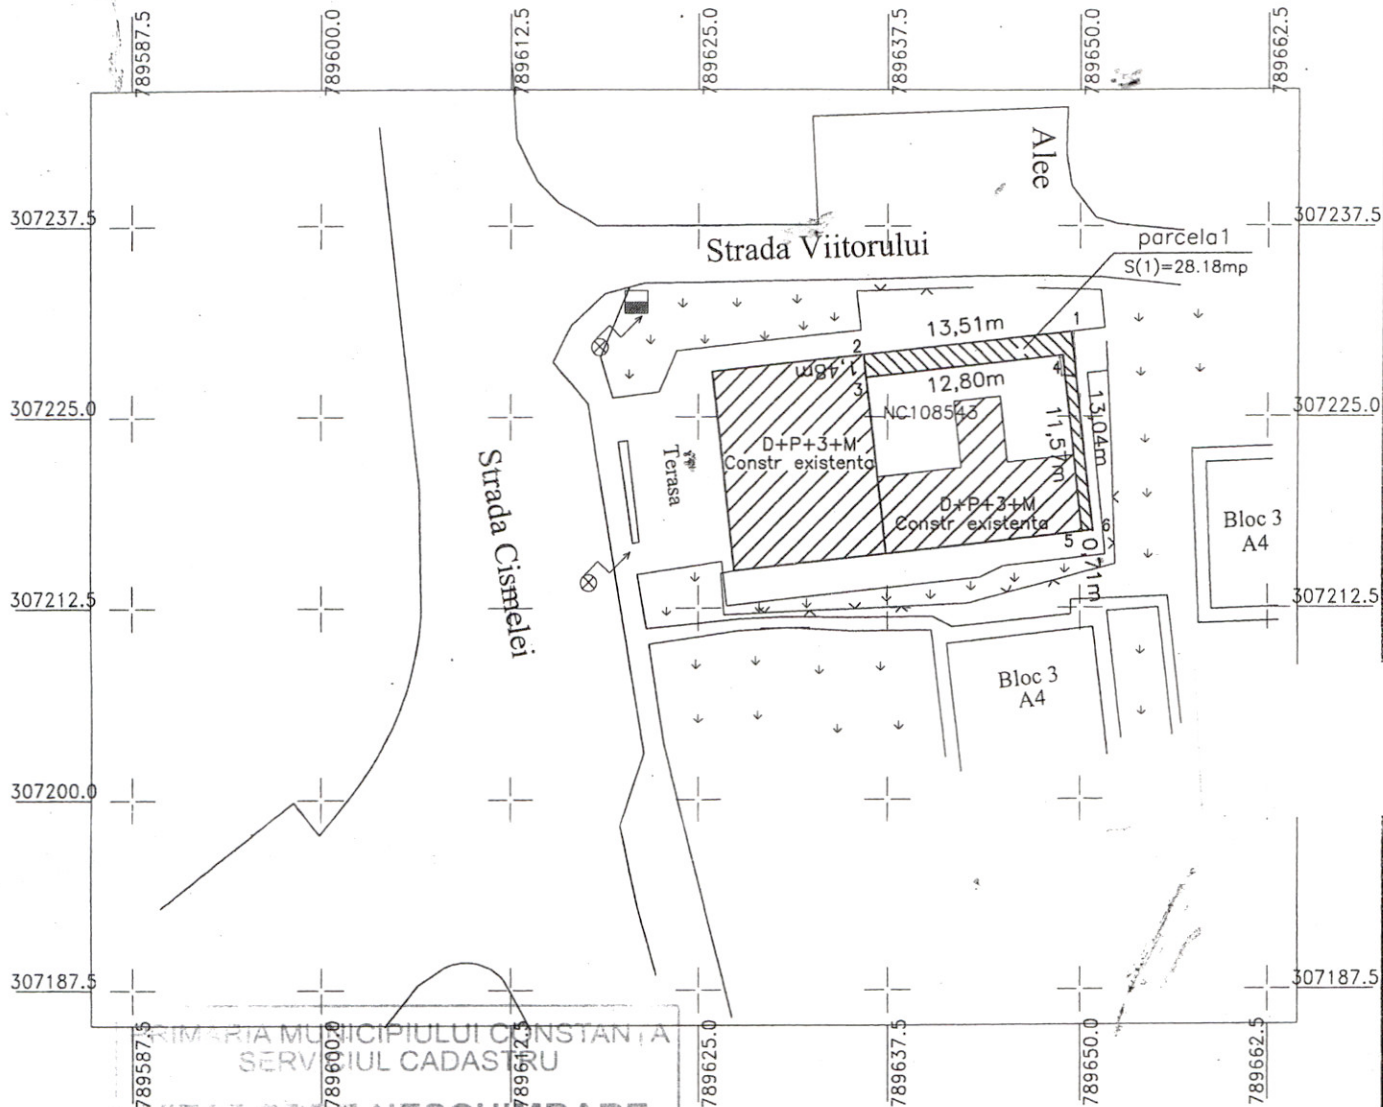 789587.5
789600.0
789612.5
789625.0
789637.5
789650.0
789662.5
Alee
307237.5
307237.5
Strada Viitorului
parcela1
S(1)=28.18mp
1
13,51m
2
1,48m
12,80m
4
3
NC108543
307225.0
307225.0
13,04m
11,57m
D+P+3+M
Constr existenta
Terasa
Strada Cismelei
D+P+3+M
Constr existenta
6
5
0,71m
Bloc 3
A4
307212.5
307212.5
Bloc 3
A4
307200.0
307187.5
307187.5
PRIMARIA MUNICIPIULUI CONSTANTA
SERVICIUL CADASTRU
789587.5
789600.0
789612.5
789625.0
789637.5
789650.0
789662.5